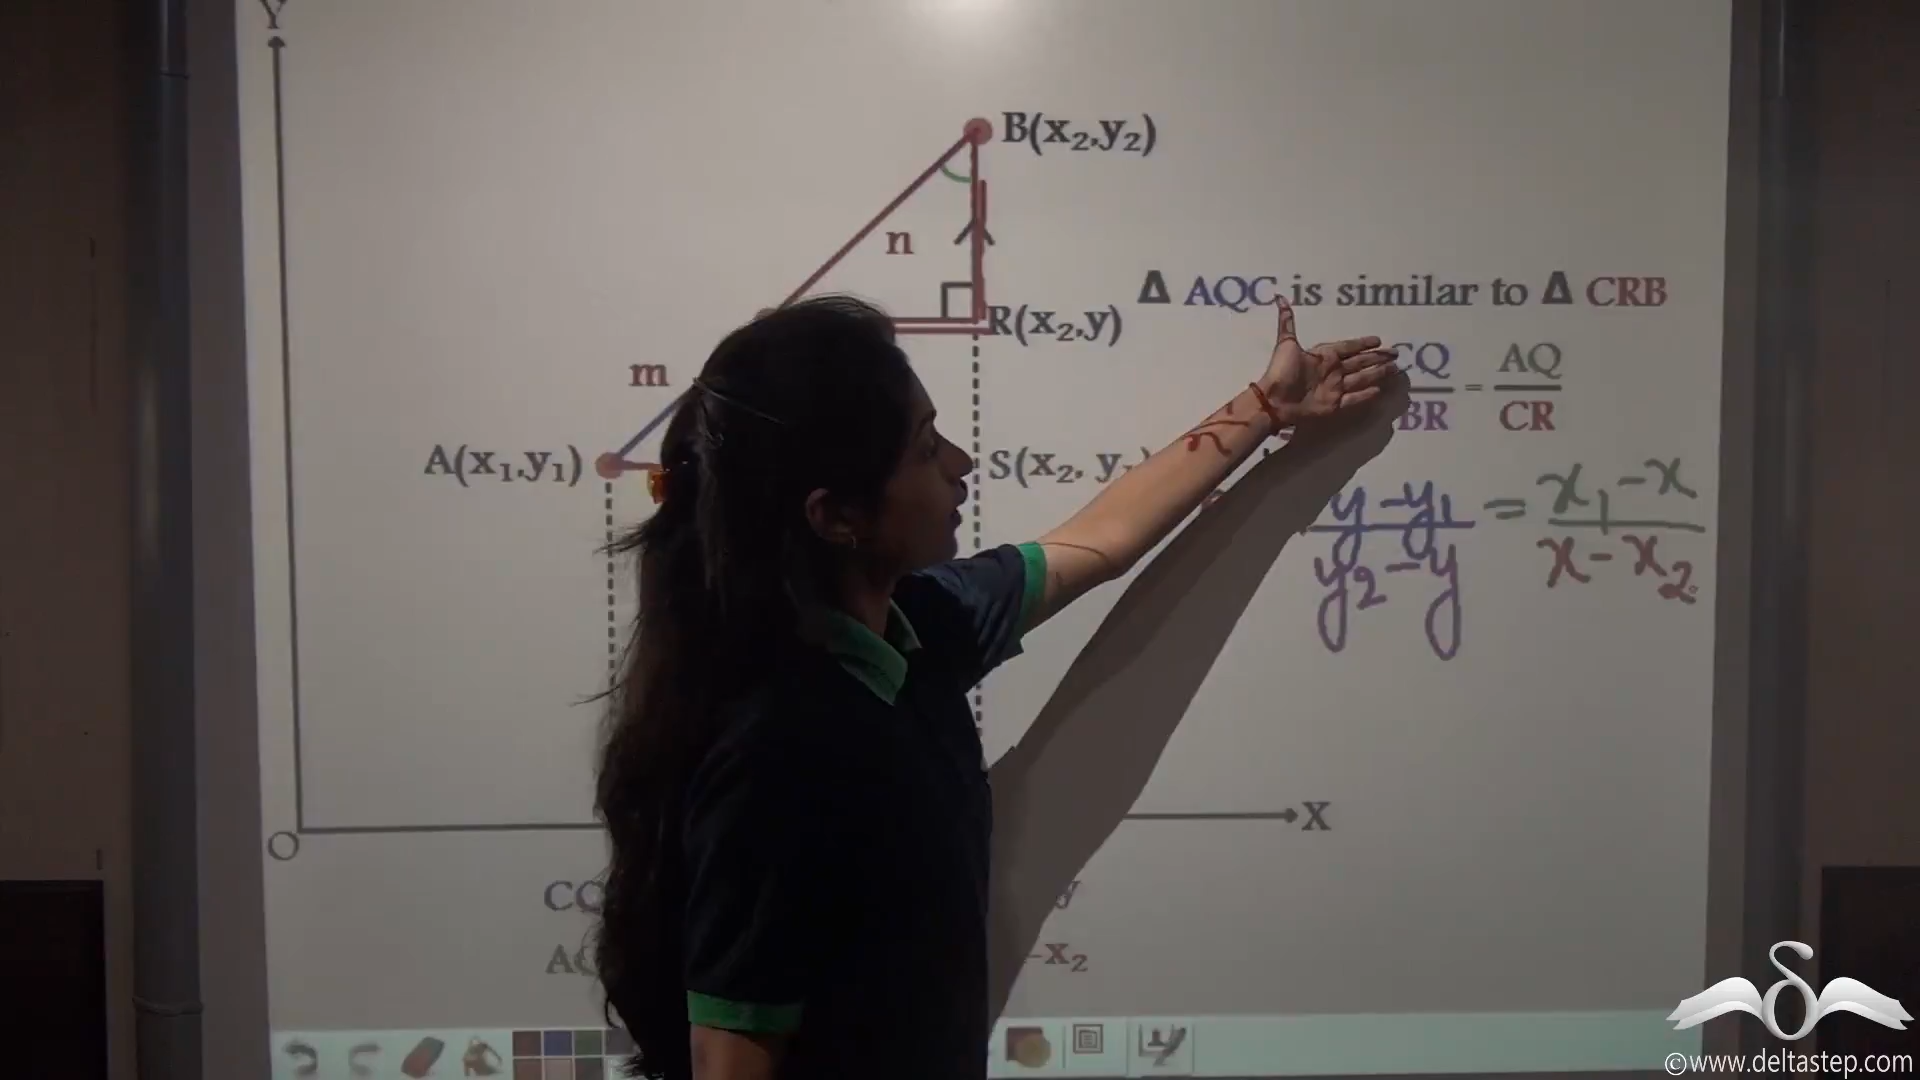 Y
B(x₂,y₂)
n
Δ AQC is similar to Δ CRB
R(x₂,y)
CQ/BR = AQ/CR
m
A(x₁,y₁)
S(x₂, y₁)
y-y₁/y₂-y = x₁-x/x-x₂
X
O
-x₂
©www.deltastep.com